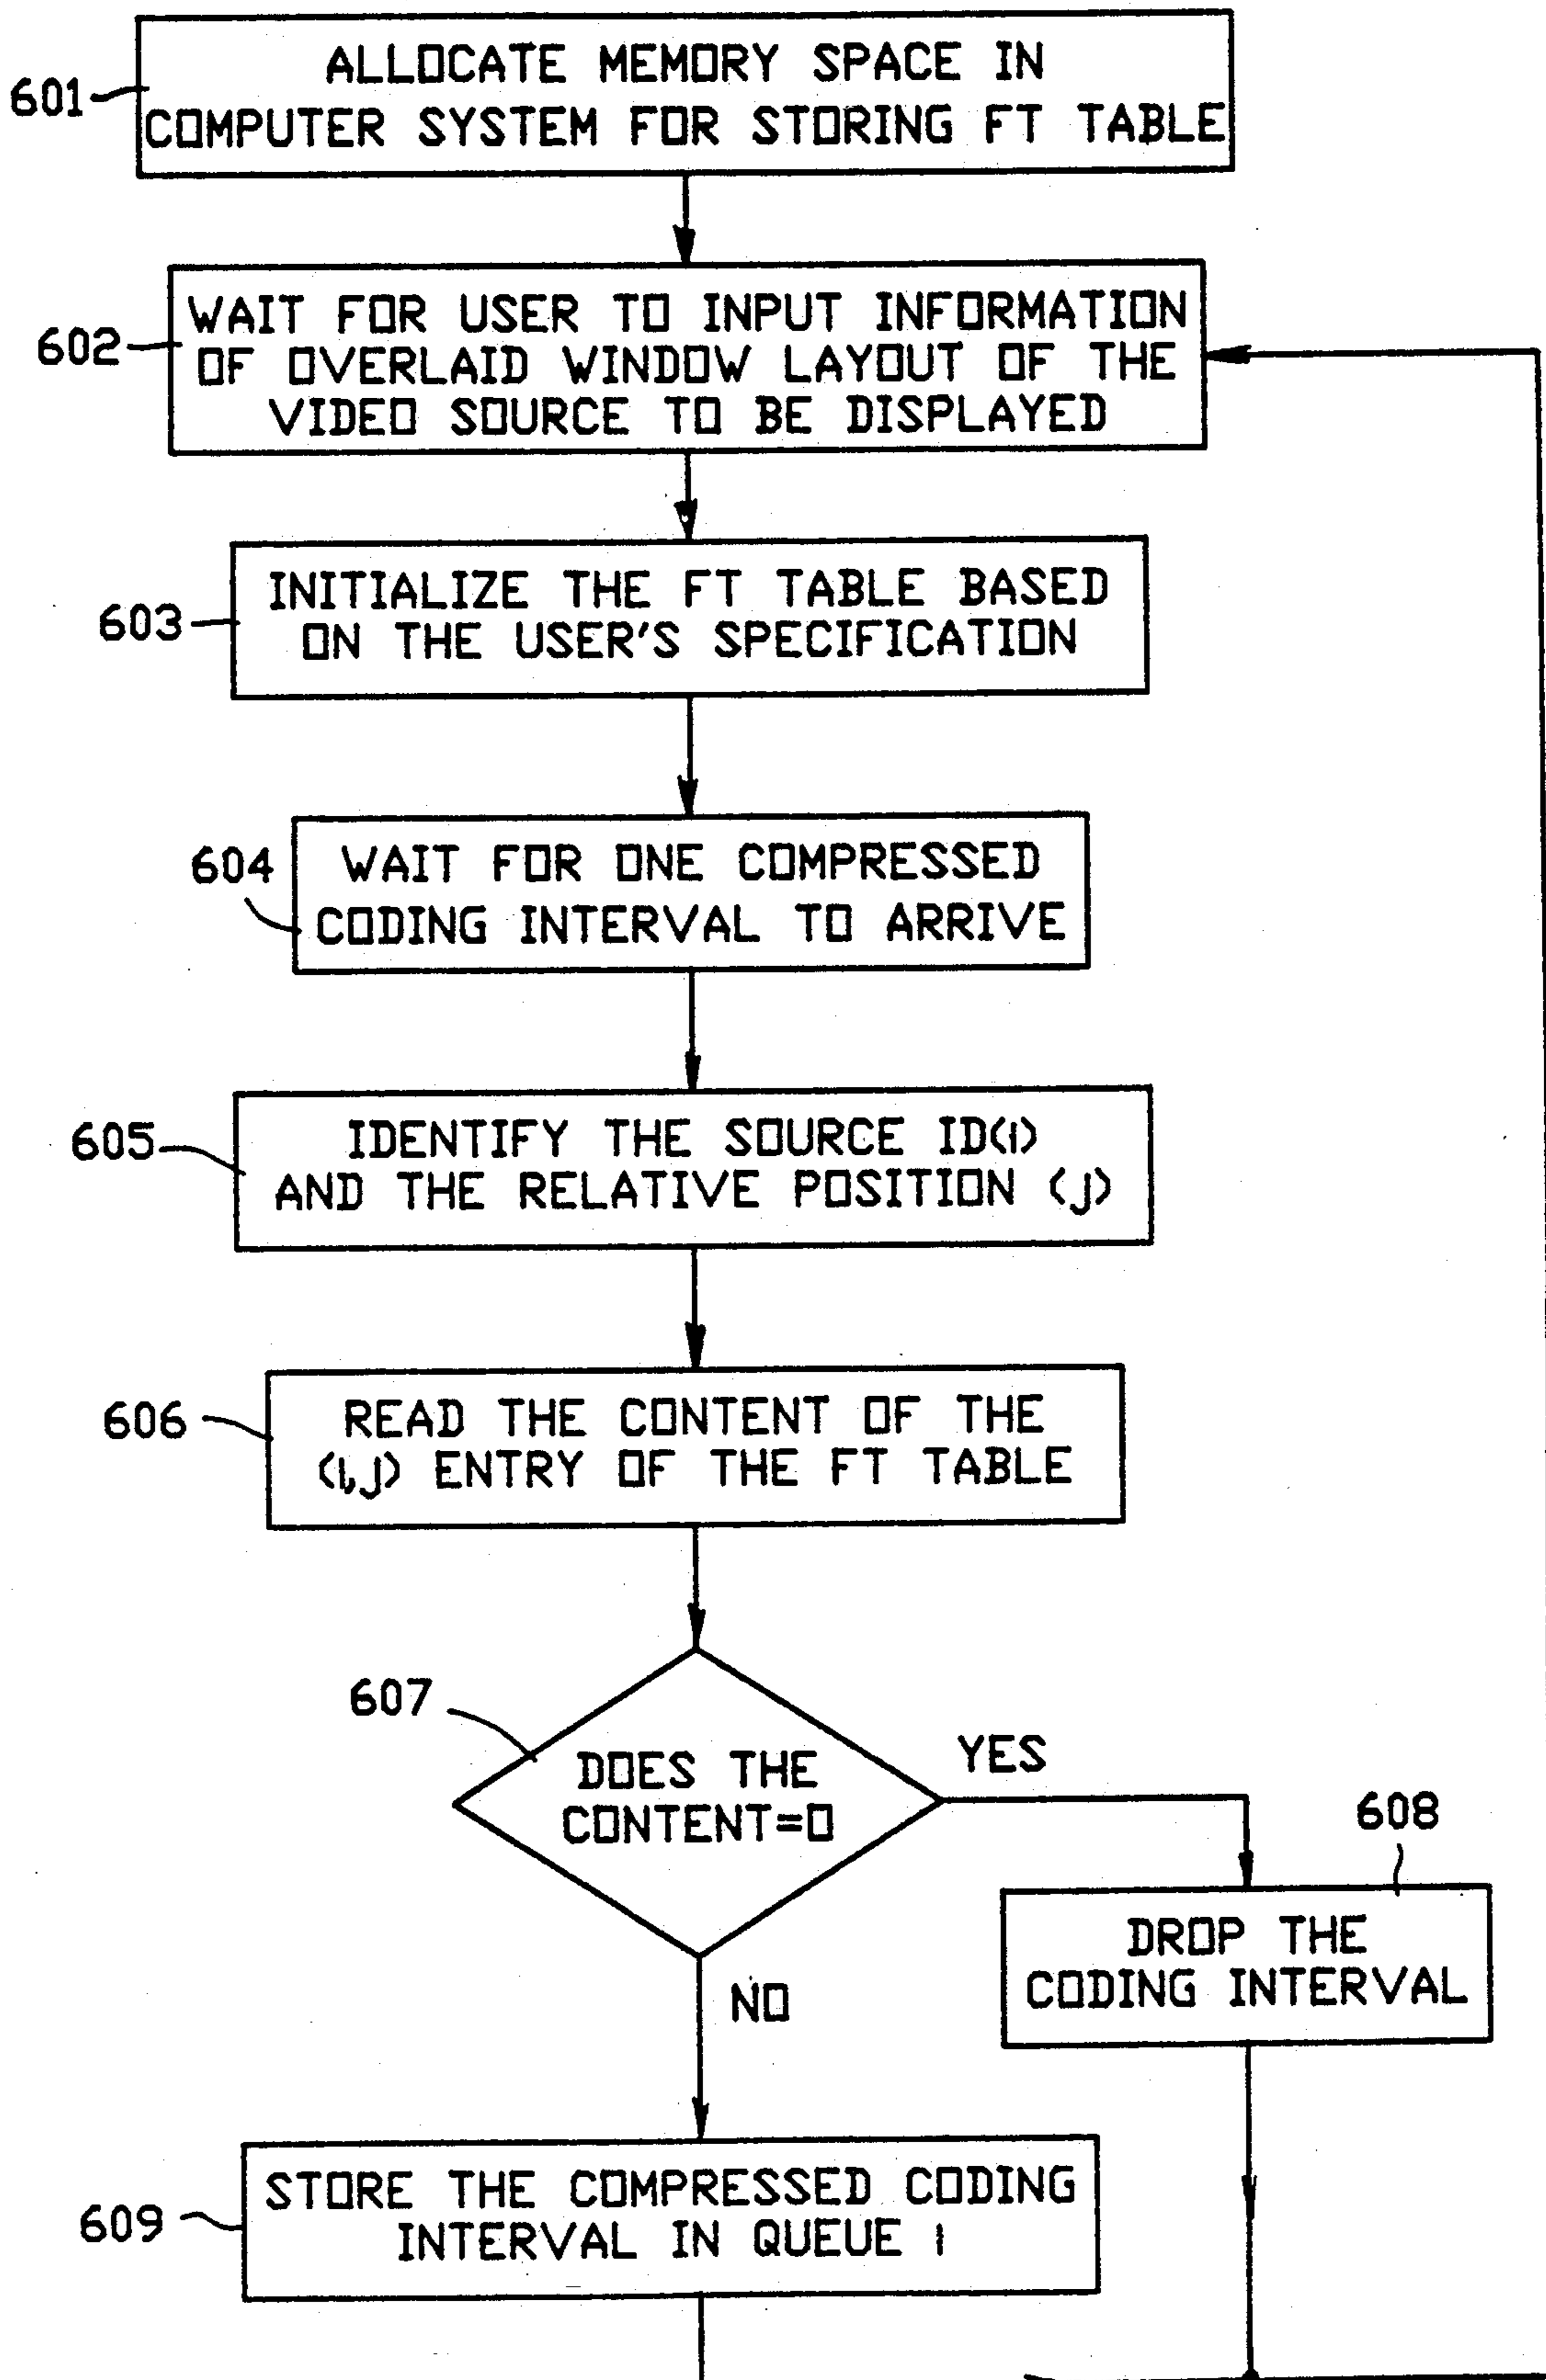 601
ALLOCATE MEMORY SPACE IN
COMPUTER SYSTEM FOR STORING FT TABLE
602
WAIT FOR USER TO INPUT INFORMATION
OF OVERLAID WINDOW LAYOUT OF THE
VIDEO SOURCE TO BE DISPLAYED
603
INITIALIZE THE FT TABLE BASED
ON THE USER'S SPECIFICATION
604
WAIT FOR ONE COMPRESSED
CODING INTERVAL TO ARRIVE
605
IDENTIFY THE SOURCE ID(i)
AND THE RELATIVE POSITION (j)
606
READ THE CONTENT OF THE
(i,j) ENTRY OF THE FT TABLE
607
DOES THE
CONTENT=0
YES
NO
608
DROP THE
CODING INTERVAL
609
STORE THE COMPRESSED CODING
INTERVAL IN QUEUE i